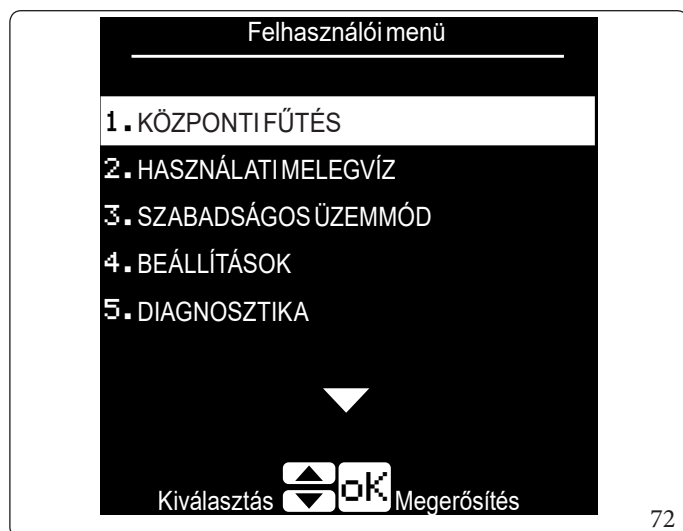 Felhasználói menü
1. KÖZPONTI FŰTÉS
2. HASZNÁLATI MELEGVÍZ
3. SZABADSÁGOS ÜZEMMÓD
4. BEÁLLÍTÁSOK
5. DIAGNOSZTIKA
Kiválasztás oK Megerősítés
72